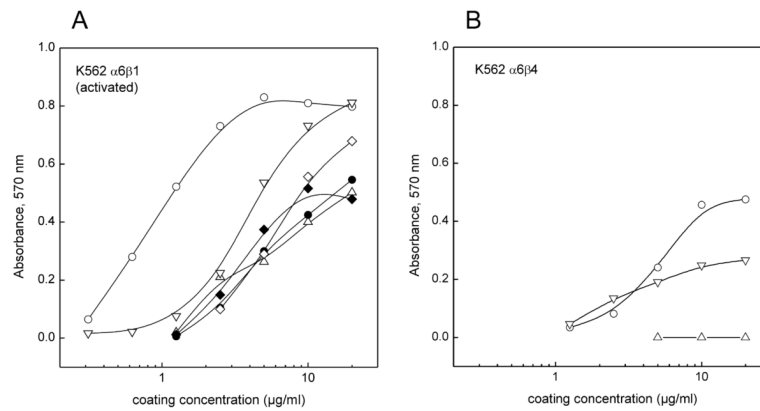 A
K562 α6β1
(activated)
1.0
0.8
0.6
0.4
0.2
0.0
Absorbance, 570 nm
1
10
coating concentration (µg/ml)
B
K562 α6β4
1.0
0.8
0.6
0.4
0.2
0.0
Absorbance, 570 nm
1
10
coating concentration (µg/ml)